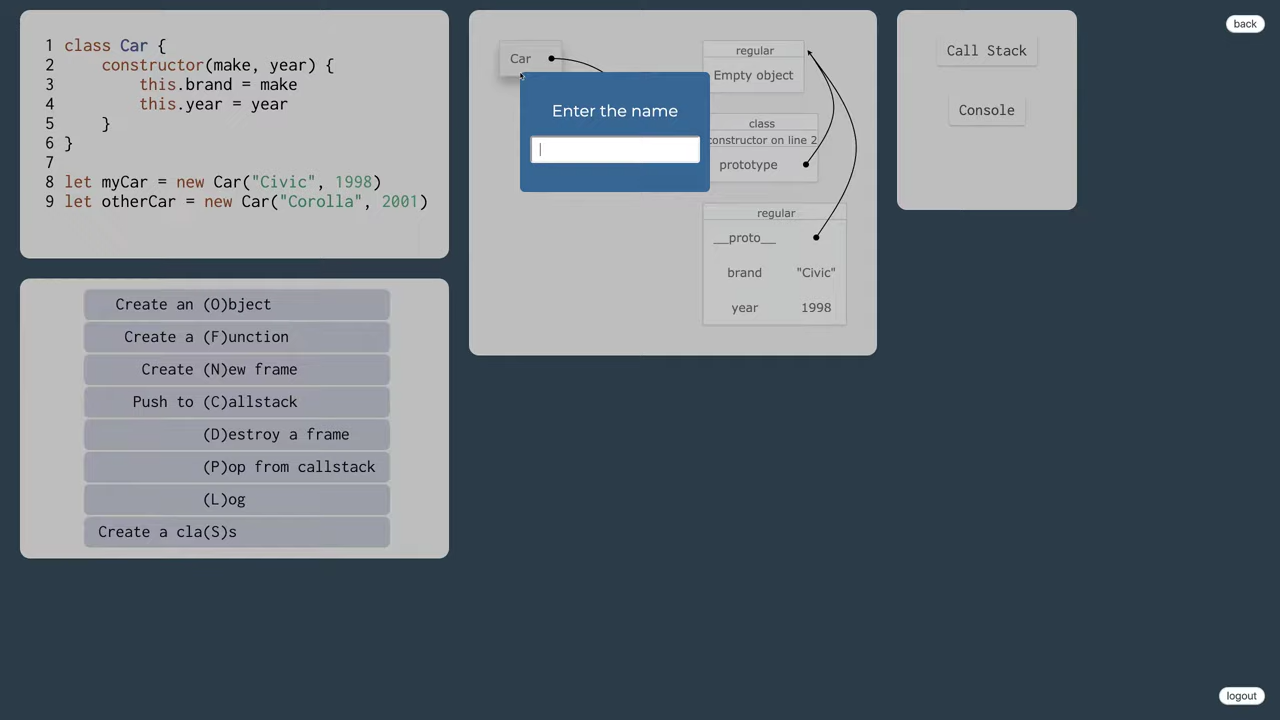 back
1 class Car {
2     constructor(make, year) {
3         this.brand = make
4         this.year = year
5     }
6 }
7
8 let myCar = new Car("Civic", 1998)
9 let otherCar = new Car("Corolla", 2001)
Create an (O)bject
Create a (F)unction
Create (N)ew frame
Push to (C)allstack
(D)estroy a frame
(P)op from callstack
(L)og
Create a cla(S)s
Car
Enter the name
regular
Empty object
class
constructor on line 2
prototype
regular
__proto__
brand "Civic"
year 1998
Call Stack
Console
logout